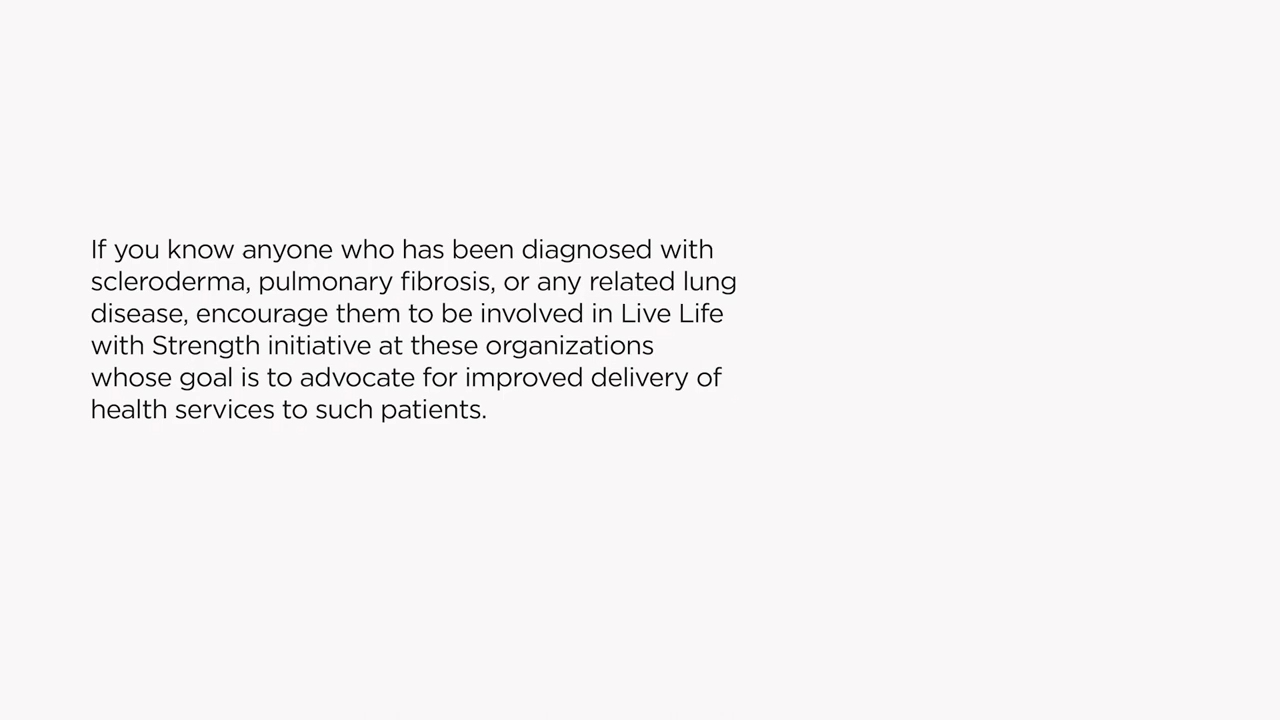 If you know anyone who has been diagnosed with
scleroderma, pulmonary fibrosis, or any related lung
disease, encourage them to be involved in Live Life
with Strength initiative at these organizations
whose goal is to advocate for improved delivery of
health services to such patients.